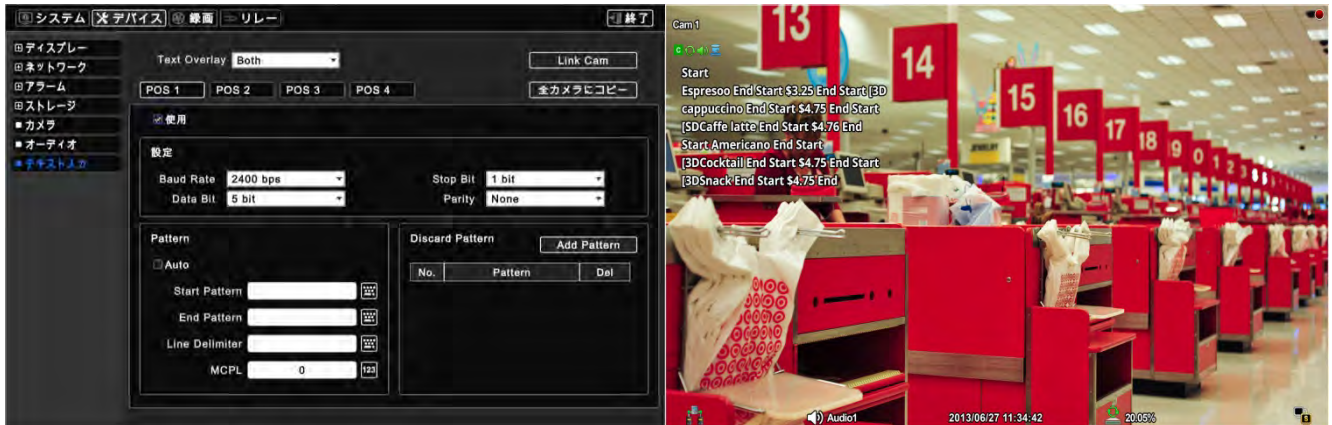 システム デバイス 録画 リレー 終了
ディスプレー
ネットワーク
アラーム
ストレージ
カメラ
オーディオ
テキスト入力
Text Overlay Both Link Cam
POS 1 POS 2 POS 3 POS 4 全カメラにコピー
使用
設定
Baud Rate 2400 bps Stop Bit 1 bit
Data Bit 5 bit Parity None
Pattern
Auto
Start Pattern
End Pattern
Line Delimiter
MCPL 0 123
Discard Pattern Add Pattern
No. Pattern Del
Cam 1
C
Start
Espresoo End Start $3.25 End Start [3D
cappuccino End Start $4.75 End Start
[SDCaffe latte End Start $4.76 End
Start Americano End Start
[3DCocktail End Start $4.75 End Start
[3DSnack End Start $4.75 End
13
14
15
16
17
18
9
0
1
2
3
JEWELRY
Audio1 2013/06/27 11:34:42 20.05% S